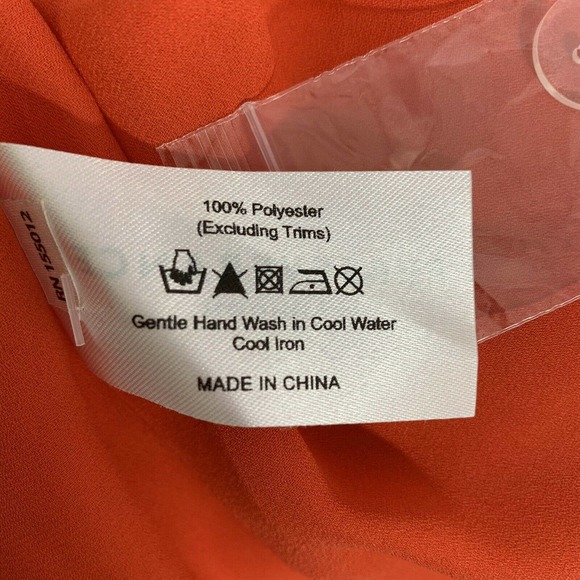 100% Polyester
(Excluding Trims)
Gentle Hand Wash in Cool Water
Cool Iron
MADE IN CHINA
RN 155012